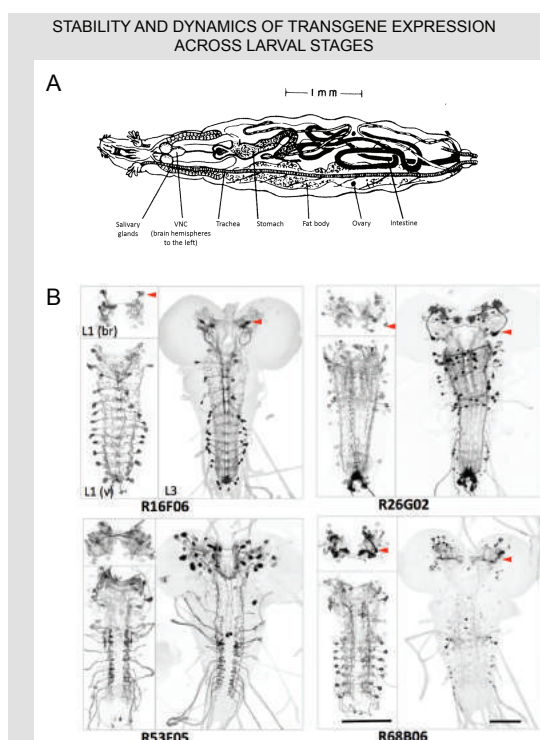 STABILITY AND DYNAMICS OF TRANSGENE EXPRESSION
ACROSS LARVAL STAGES
A
1 mm
Salivary
glands
VNC
(brain hemispheres
to the left)
Trachea
Stomach
Fat body
Ovary
Intestine
B
L1 (br)
L1 (v)
L3
R16F06
R26G02
R53F05
R68B06